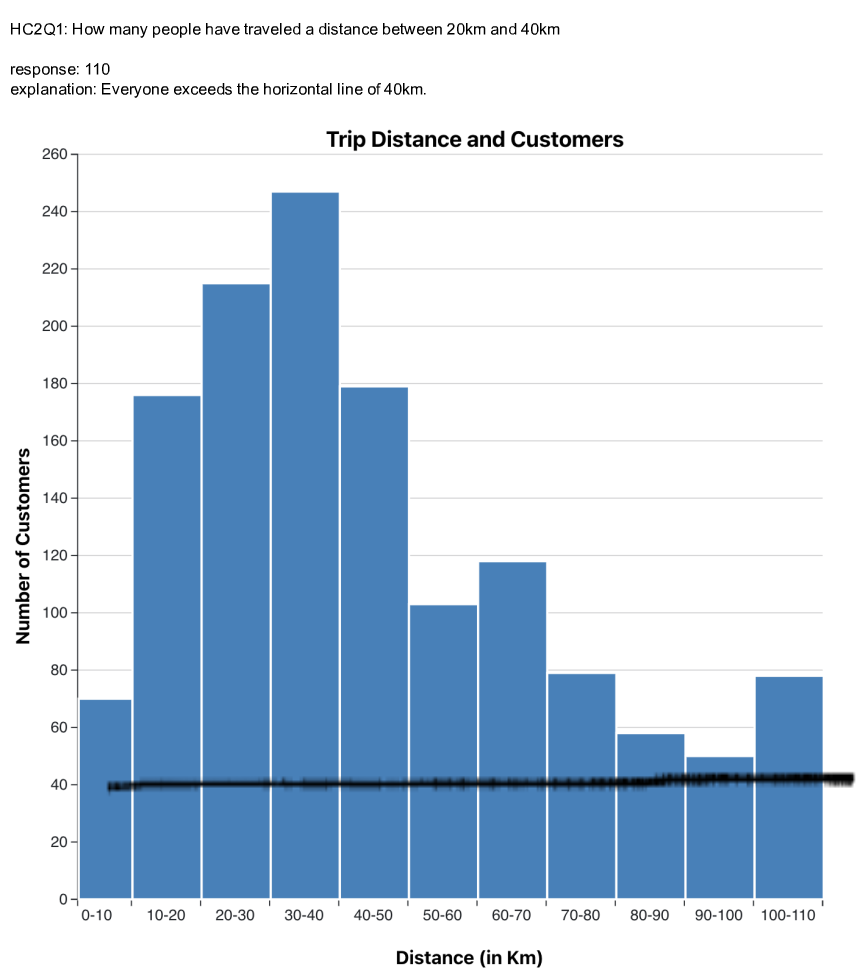 HC2Q1: How many people have traveled a distance between 20km and 40km
response: 110
explanation: Everyone exceeds the horizontal line of 40km.
Trip Distance and Customers
260
240
220
200
180
160
140
120
100
80
60
40
20
0
Number of Customers
0-10 10-20 20-30 30-40 40-50 50-60 60-70 70-80 80-90 90-100 100-110
Distance (in Km)